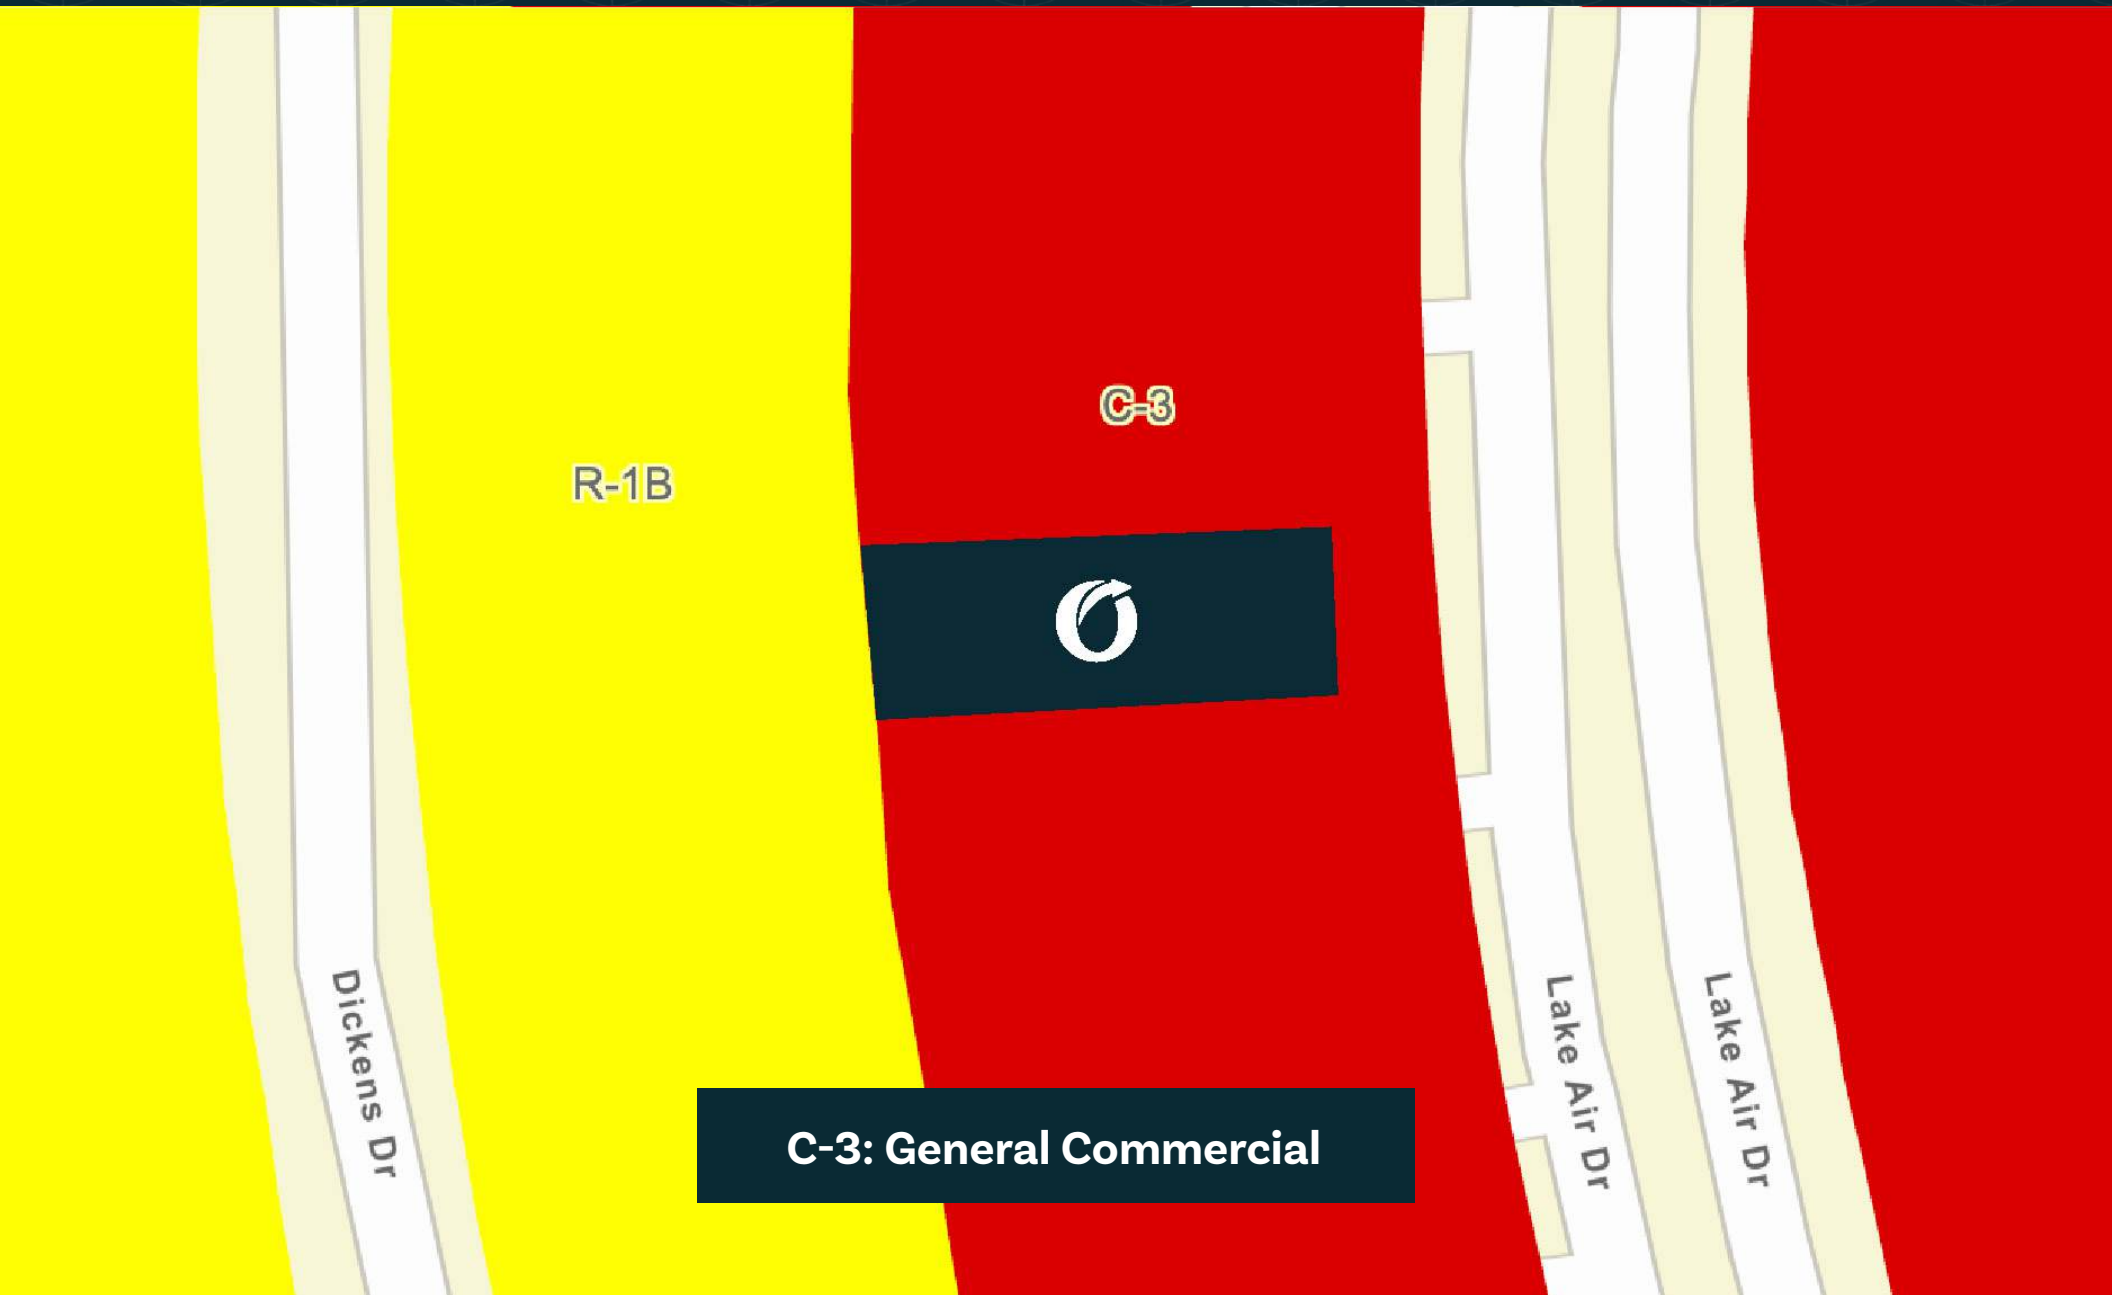 C-3
R-1B
Dickens Dr
Lake Air Dr
Lake Air Dr
C-3: General Commercial